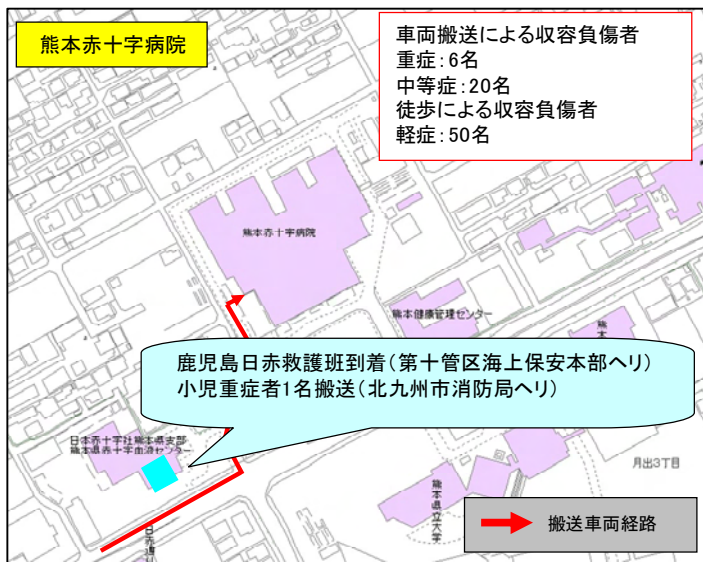 熊本赤十字病院
車両搬送による収容負傷者
重症：6名
中等症：20名
徒歩による収容負傷者
軽症：50名
熊本赤十字病院
熊本健康管理センター
熊
鹿児島日赤救護班到着（第十管区海上保安本部ヘリ）
小児重症者1名搬送（北九州市消防局ヘリ）
日本赤十字社熊本県支部
熊本県赤十字血液センター
月出3丁目
熊本県立大学
日赤通り
搬送車両経路